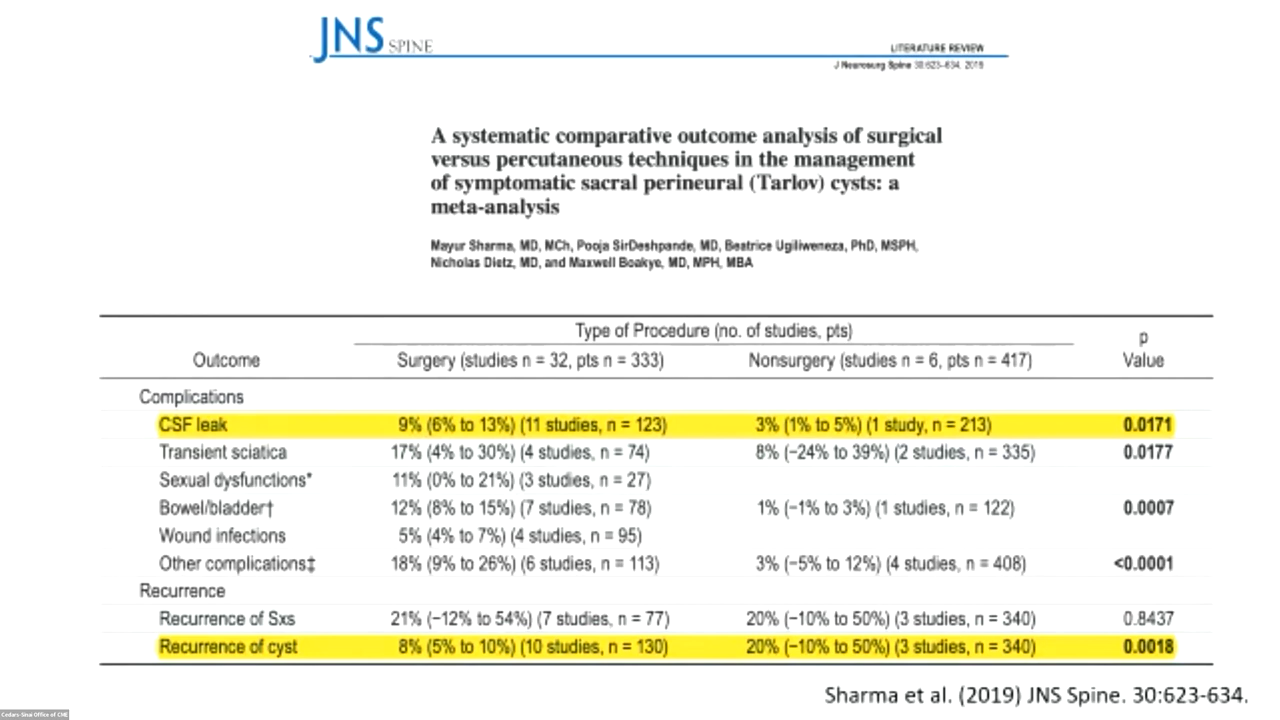 JNS SPINE
LITERATURE REVIEW
J Neurosurg Spine 30:623–634, 2019
A systematic comparative outcome analysis of surgical
versus percutaneous techniques in the management
of symptomatic sacral perineural (Tarlov) cysts: a
meta-analysis
Mayur Sharma, MD, MCh, Pooja SirDeshpande, MD, Beatrice Ugiliweneza, PhD, MSPH,
Nicholas Dietz, MD, and Maxwell Boakye, MD, MPH, MBA
Type of Procedure (no. of studies, pts)
p
Outcome Surgery (studies n = 32, pts n = 333) Nonsurgery (studies n = 6, pts n = 417) Value
Complications
CSF leak 9% (6% to 13%) (11 studies, n = 123) 3% (1% to 5%) (1 study, n = 213) 0.0171
Transient sciatica 17% (4% to 30%) (4 studies, n = 74) 8% (−24% to 39%) (2 studies, n = 335) 0.0177
Sexual dysfunctions* 11% (0% to 21%) (3 studies, n = 27)
Bowel/bladder† 12% (8% to 15%) (7 studies, n = 78) 1% (−1% to 3%) (1 studies, n = 122) 0.0007
Wound infections 5% (4% to 7%) (4 studies, n = 95)
Other complications‡ 18% (9% to 26%) (6 studies, n = 113) 3% (−5% to 12%) (4 studies, n = 408) <0.0001
Recurrence
Recurrence of Sxs 21% (−12% to 54%) (7 studies, n = 77) 20% (−10% to 50%) (3 studies, n = 340) 0.8437
Recurrence of cyst 8% (5% to 10%) (10 studies, n = 130) 20% (−10% to 50%) (3 studies, n = 340) 0.0018
Sharma et al. (2019) JNS Spine. 30:623-634.
Cedars-Sinai Office of CME